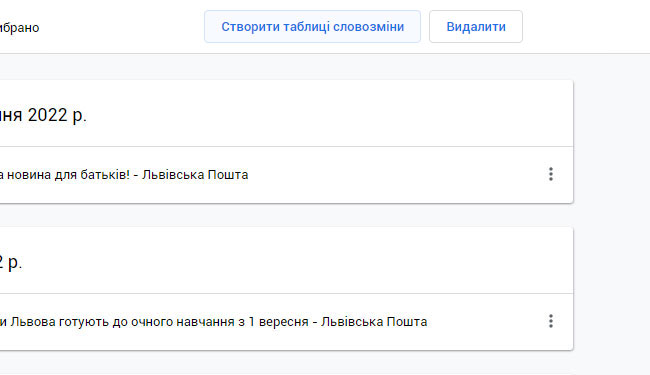 ибрано
Створити таблиці словозміни
Видалити
ня 2022 р.
а новина для батьків! - Львівська Пошта
2 р.
и Львова готують до очного навчання з 1 вересня - Львівська Пошта